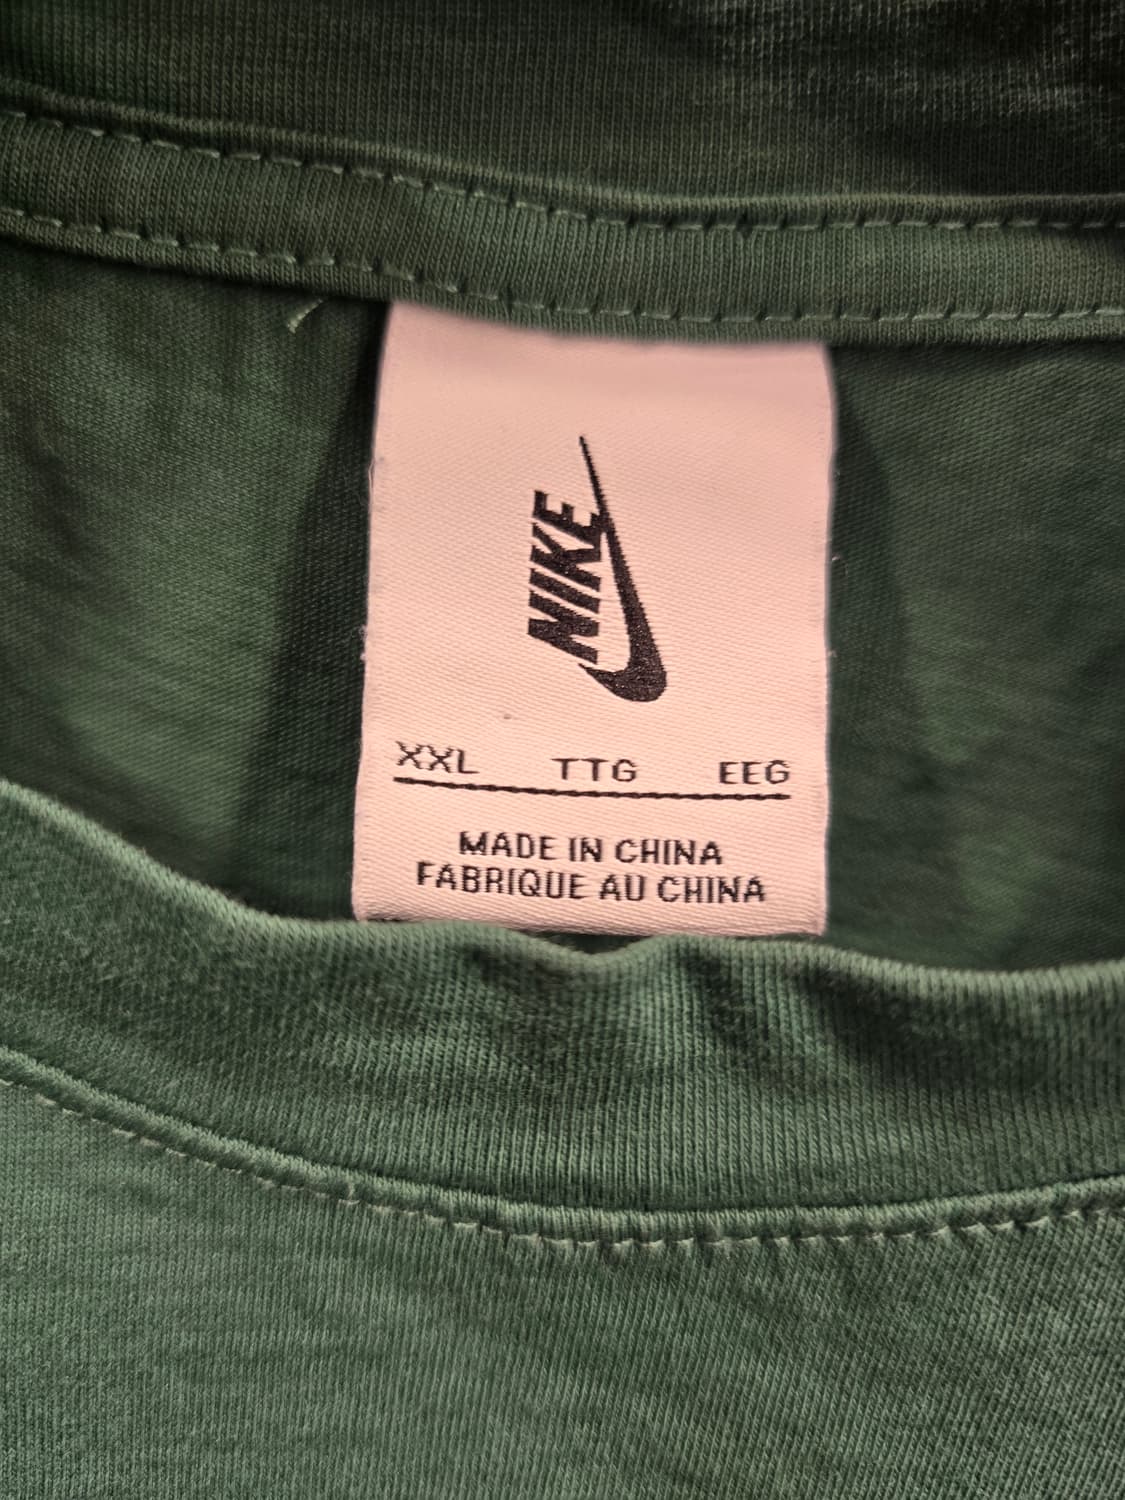 NIKE
XXL TTG EEG
MADE IN CHINA
FABRIQUE AU CHINA